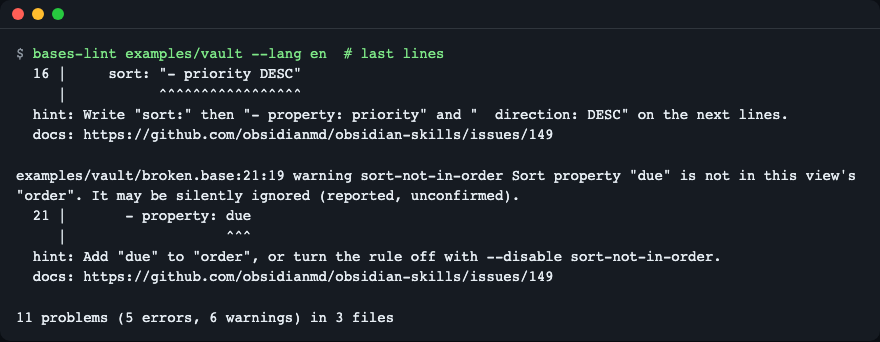 $ bases-lint examples/vault --lang en  # last lines
  16 |     sort: "- priority DESC"
     |           ^^^^^^^^^^^^^^^^^
  hint: Write "sort:" then "- property: priority" and "  direction: DESC" on the next lines.
  docs: https://github.com/obsidianmd/obsidian-skills/issues/149

examples/vault/broken.base:21:19 warning sort-not-in-order Sort property "due" is not in this view's
"order". It may be silently ignored (reported, unconfirmed).
  21 |       - property: due
     |                   ^^^
  hint: Add "due" to "order", or turn the rule off with --disable sort-not-in-order.
  docs: https://github.com/obsidianmd/obsidian-skills/issues/149

11 problems (5 errors, 6 warnings) in 3 files